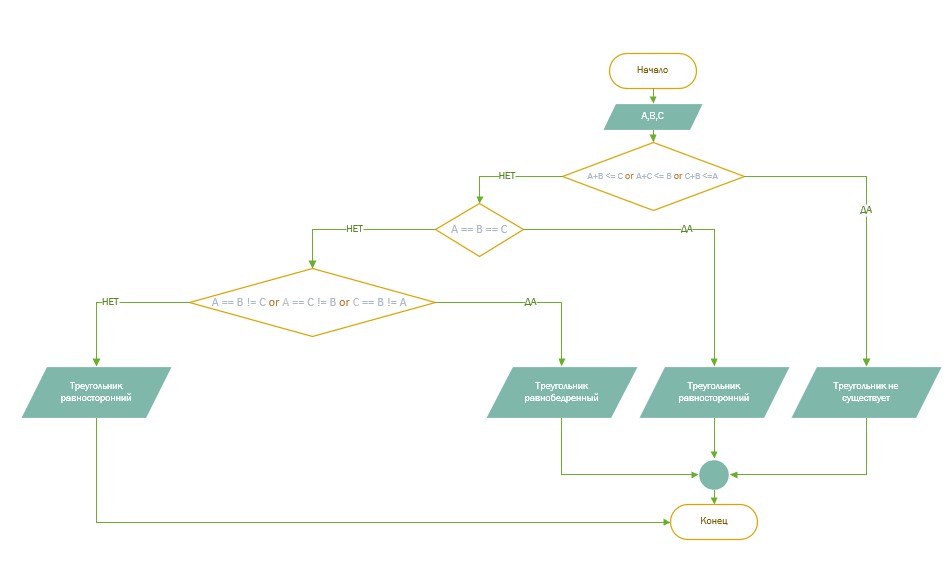 Начало
A,B,C
A+B <= C or A+C <= B or C+B <=A
НЕТ
ДА
A == B == C
НЕТ
ДА
A == B != C or A == C != B or C == B != A
НЕТ
ДА
Треугольник
равносторонний
Треугольник
равнобедренный
Треугольник
равносторонний
Треугольник не
существует
Конец